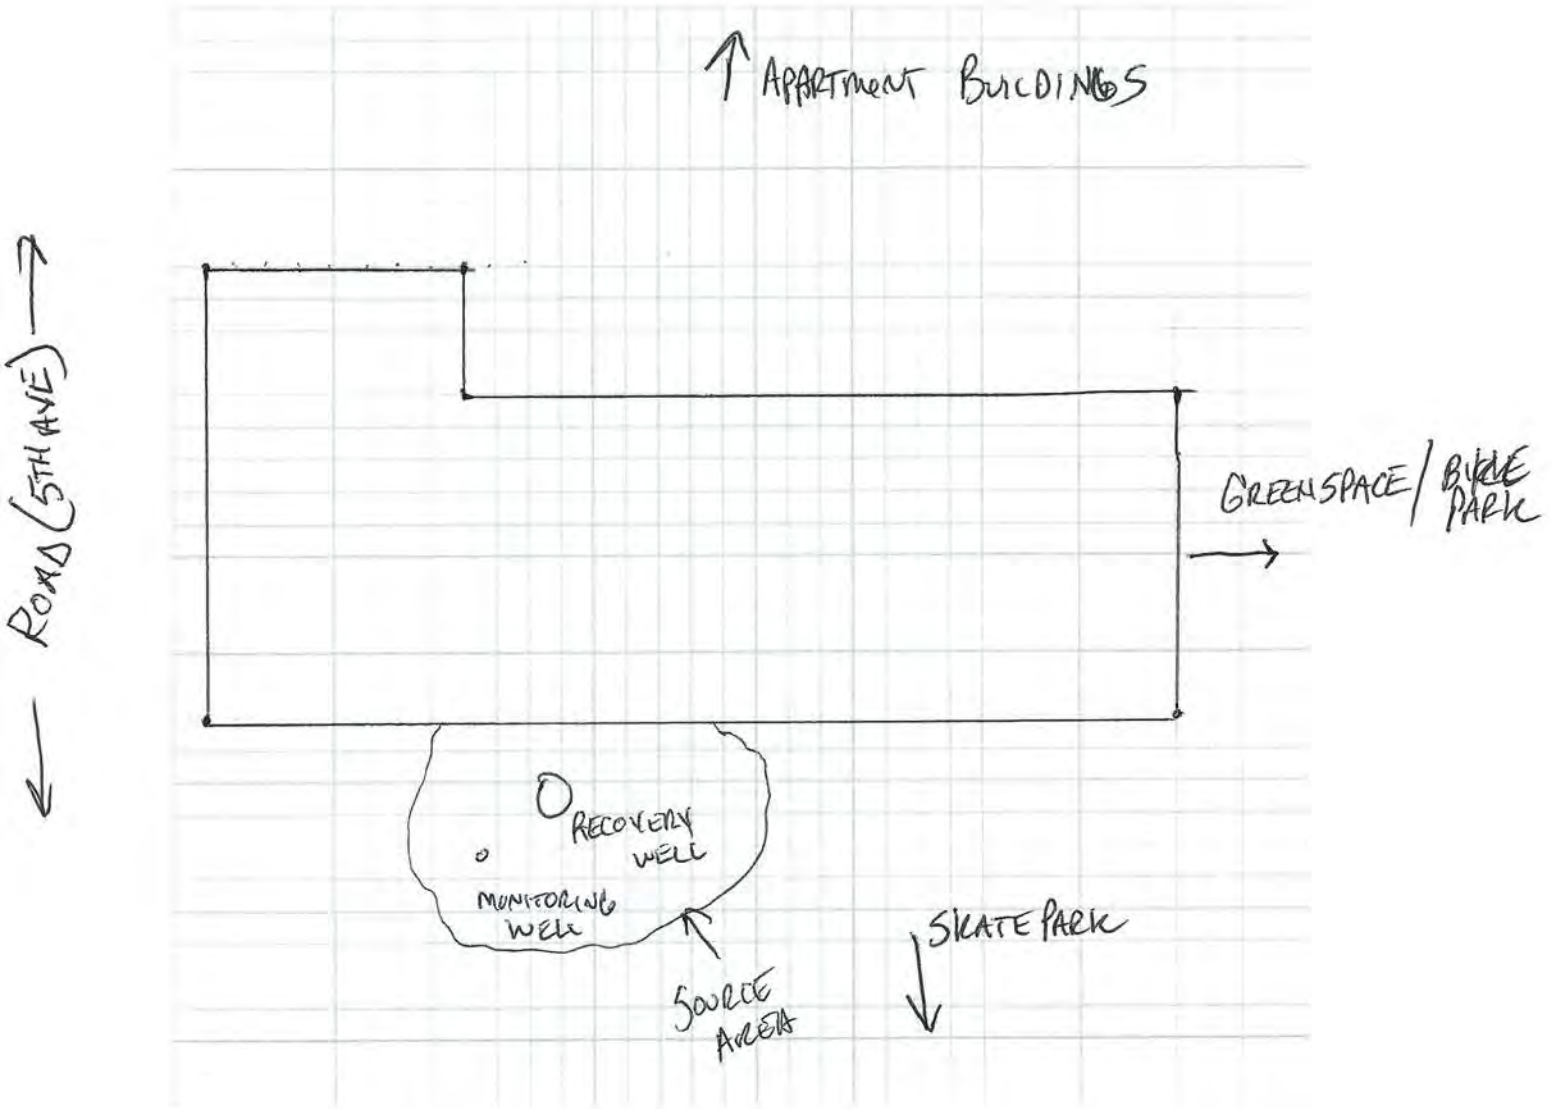 APARTMENT BUILDINGS
ROAD (5TH AVE)
GREENSPACE/ BIKE
PARK
RECOVERY
WELL
MONITORING
WELL
SKATE PARK
SOURCE
AREA